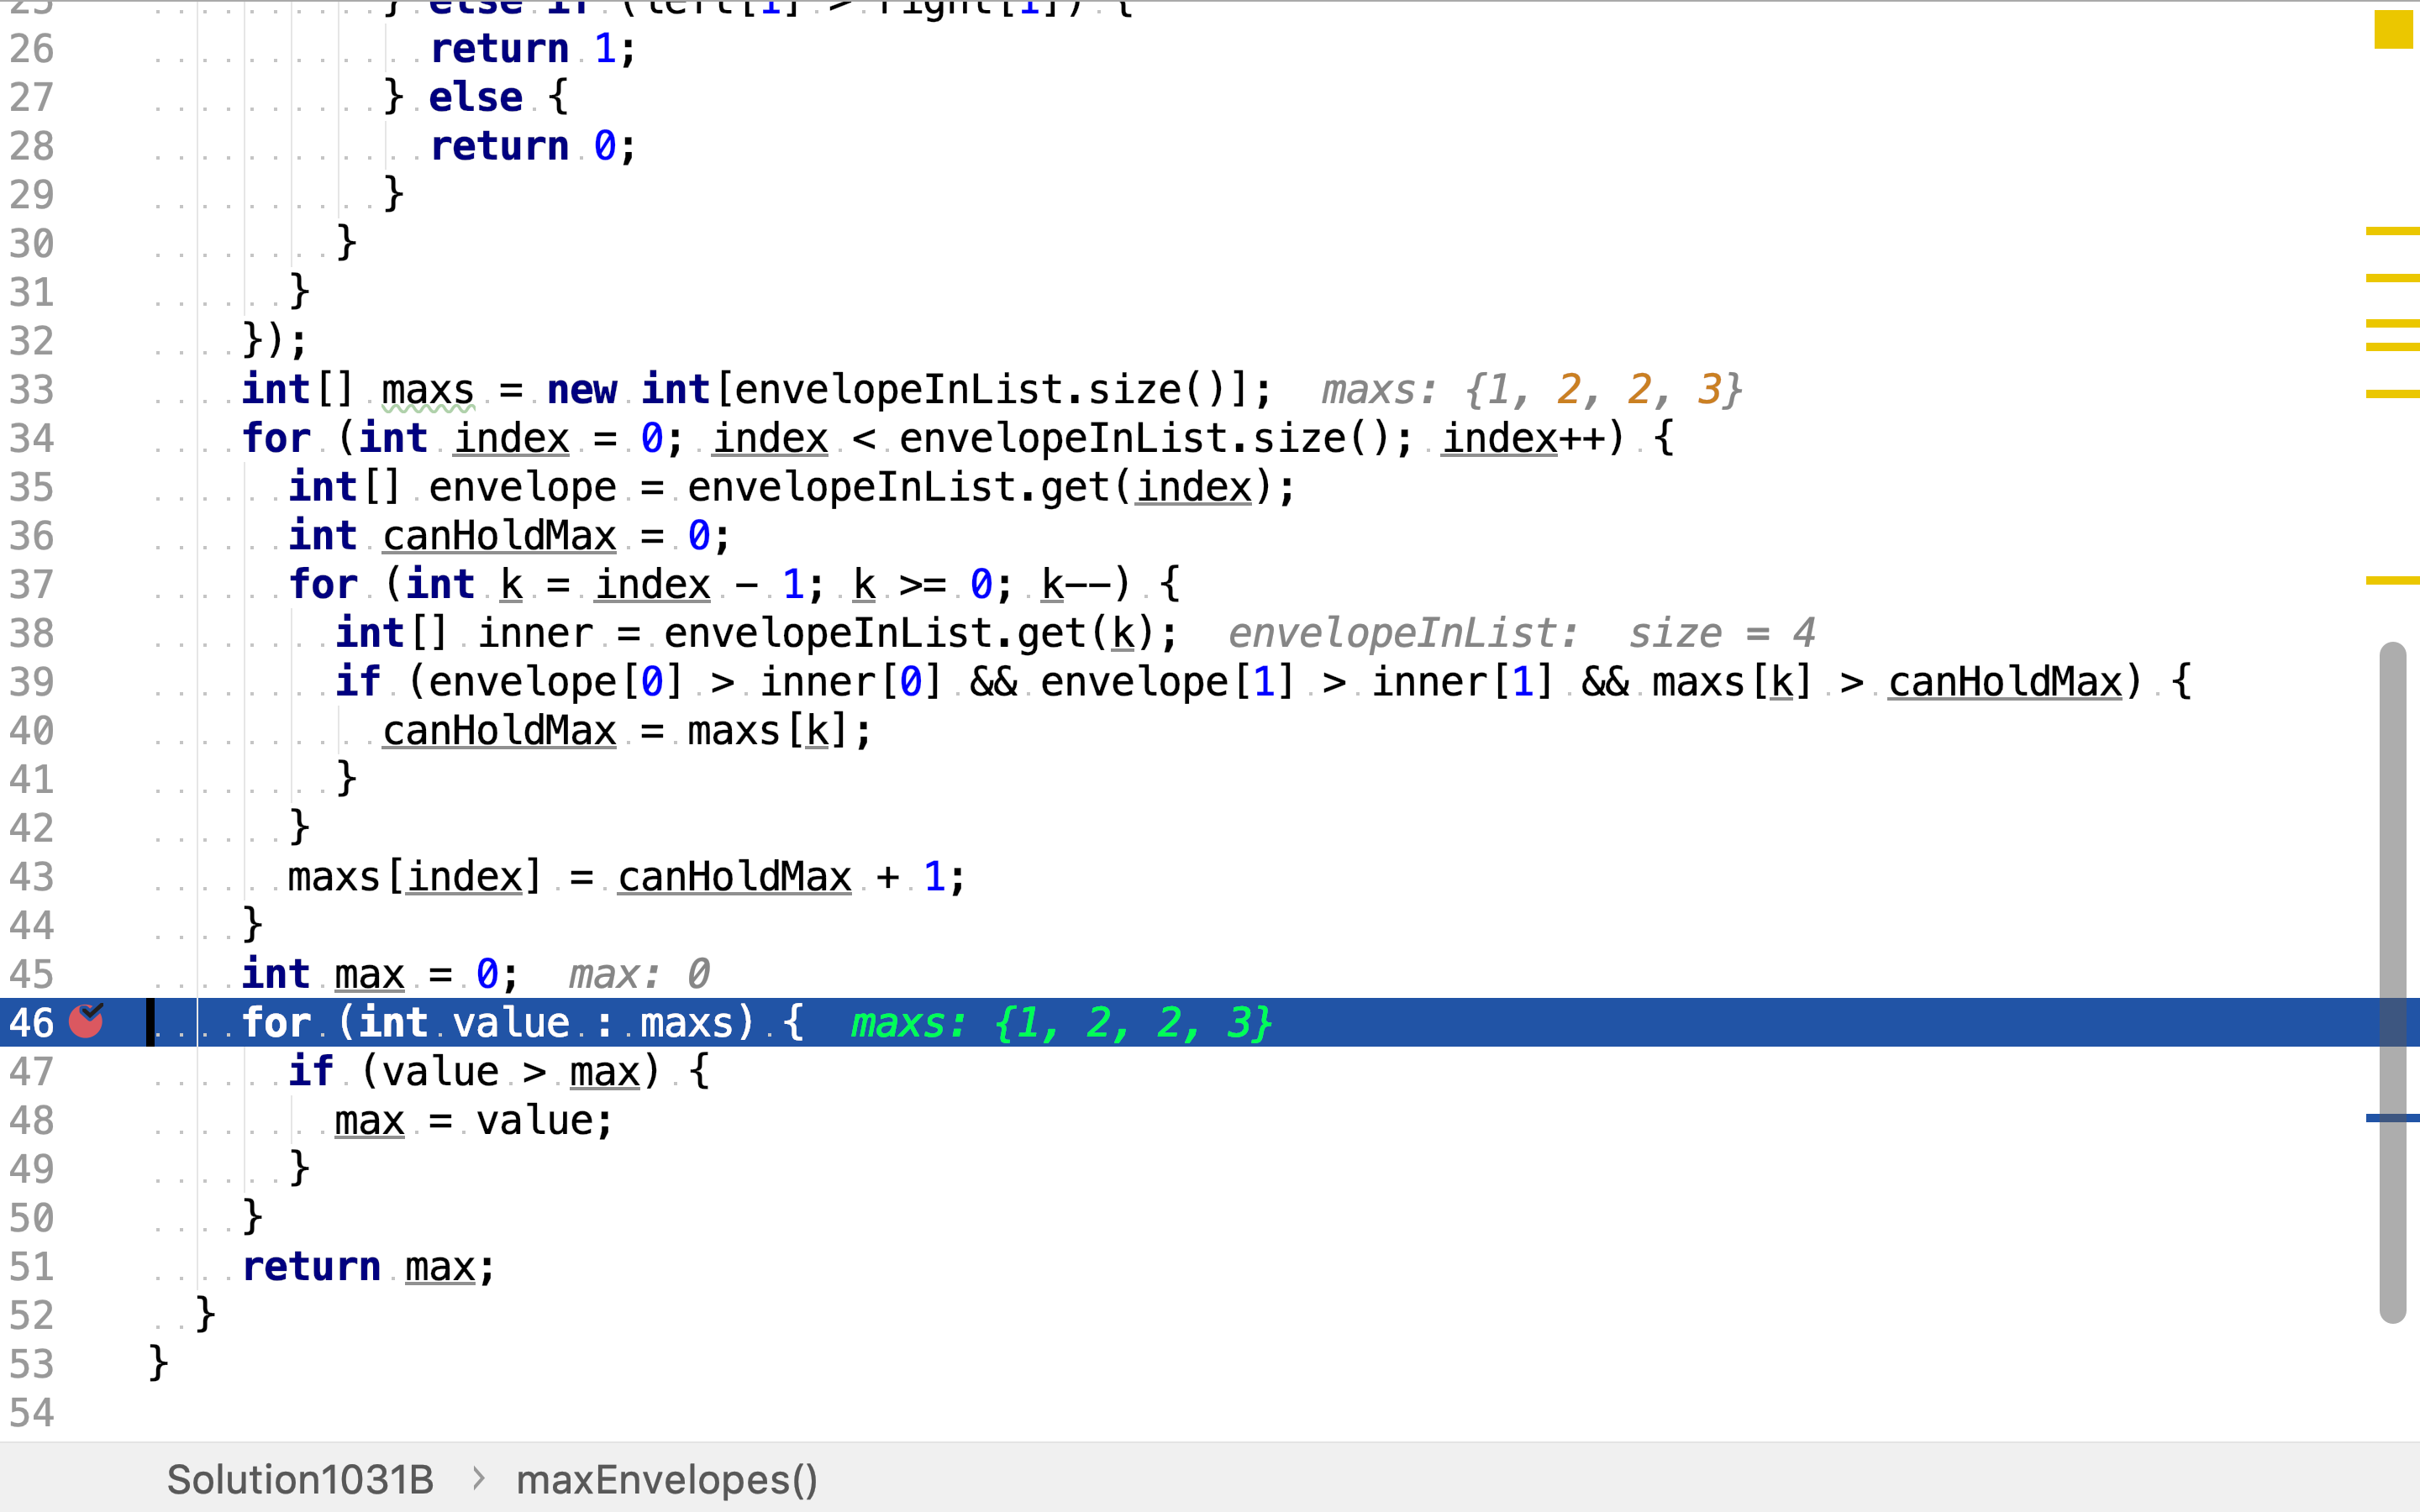 25 } else if (left[i] > right[i]) {
26 return 1;
27 } else {
28 return 0;
29 }
30 }
31 }
32 });
33 int[] maxs = new int[envelopeInList.size()]; maxs: {1, 2, 2, 3}
34 for (int index = 0; index < envelopeInList.size(); index++) {
35 int[] envelope = envelopeInList.get(index);
36 int canHoldMax = 0;
37 for (int k = index - 1; k >= 0; k--) {
38 int[] inner = envelopeInList.get(k); envelopeInList: size = 4
39 if (envelope[0] > inner[0] && envelope[1] > inner[1] && maxs[k] > canHoldMax) {
40 canHoldMax = maxs[k];
41 }
42 }
43 maxs[index] = canHoldMax + 1;
44 }
45 int max = 0; max: 0
46 for (int value : maxs) { maxs: {1, 2, 2, 3}
47 if (value > max) {
48 max = value;
49 }
50 }
51 return max;
52 }
53 }
54
Solution1031B > maxEnvelopes()